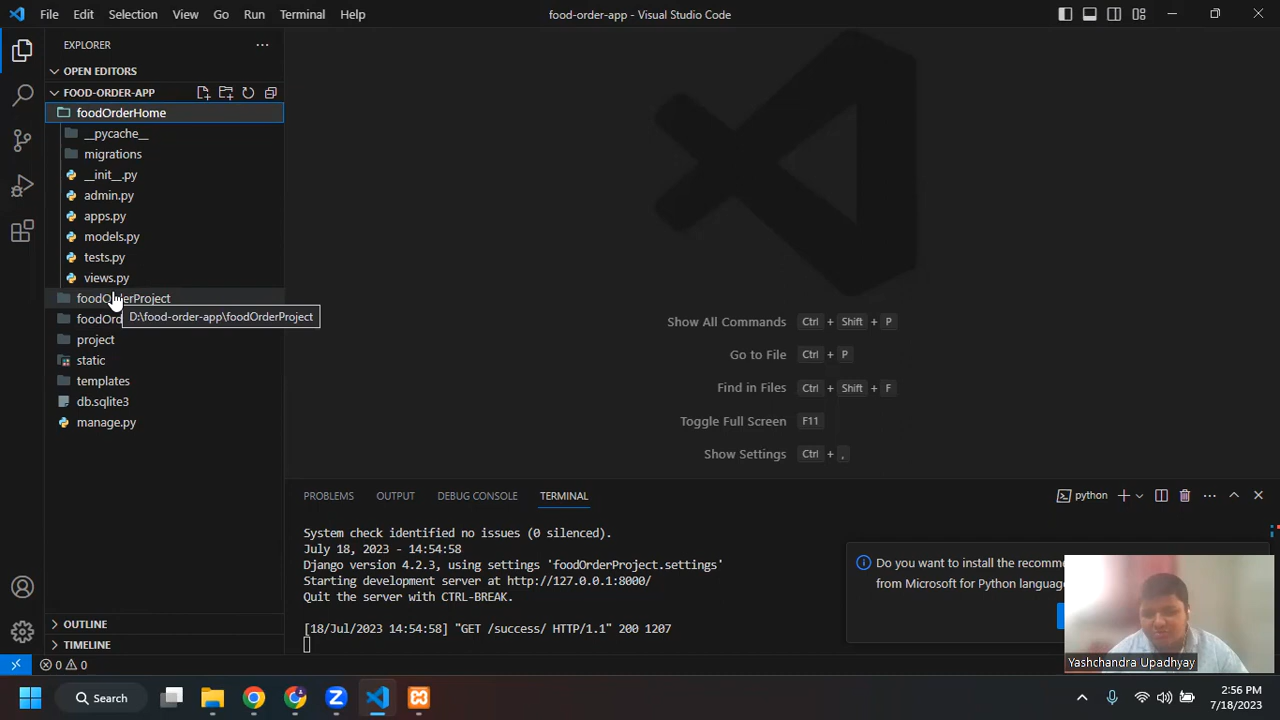 File Edit Selection View Go Run Terminal Help
food-order-app - Visual Studio Code
EXPLORER
OPEN EDITORS
FOOD-ORDER-APP
foodOrderHome
__pycache__
migrations
__init__.py
admin.py
apps.py
models.py
tests.py
views.py
foodOrderProject
D:\food-order-app\foodOrderProject
project
static
templates
db.sqlite3
manage.py
OUTLINE
TIMELINE
Show All Commands Ctrl + Shift + P
Go to File Ctrl + P
Find in Files Ctrl + Shift + F
Toggle Full Screen F11
Show Settings Ctrl + ,
PROBLEMS OUTPUT DEBUG CONSOLE TERMINAL
python
System check identified no issues (0 silenced).
July 18, 2023 - 14:54:58
Django version 4.2.3, using settings 'foodOrderProject.settings'
Starting development server at http://127.0.0.1:8000/
Quit the server with CTRL-BREAK.
[18/Jul/2023 14:54:58] "GET /success/ HTTP/1.1" 200 1207
Do you want to install the
from Microsoft for Python
Yashchandra Upadhyay
0 0
Search
2:56 PM
7/18/2023